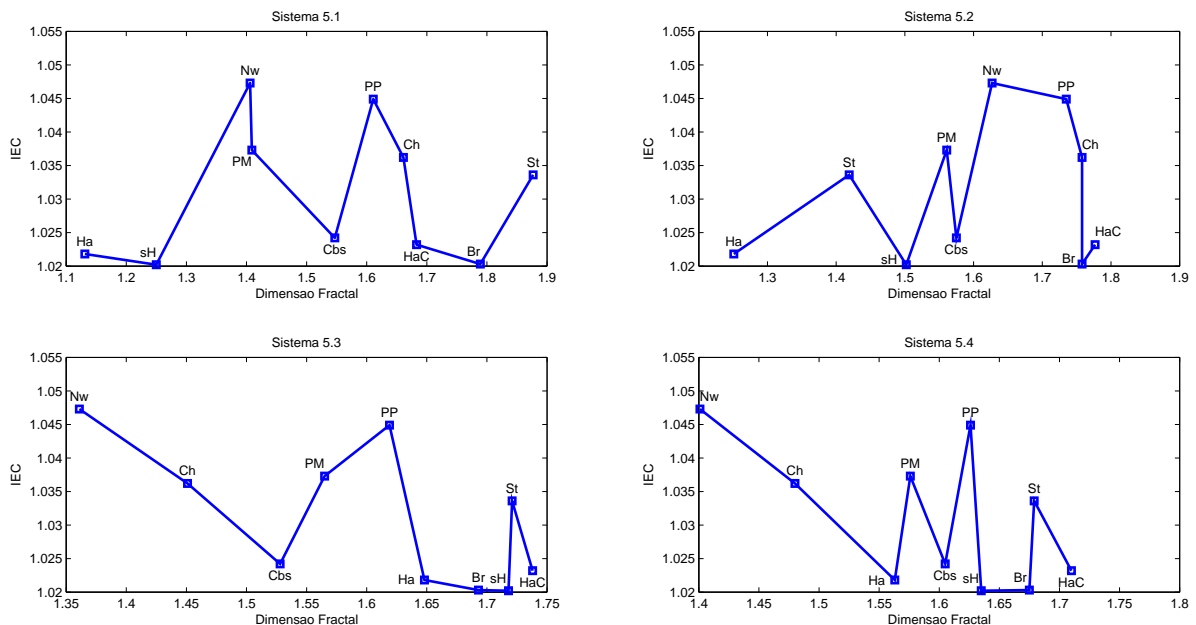 Sistema 5.1
1.055
1.05
1.045
1.04
1.035
1.03
1.025
1.02
IEC
Ha
sH
Nw
PM
Cbs
PP
Ch
HaC
Br
St
1.1 1.2 1.3 1.4 1.5 1.6 1.7 1.8 1.9
Dimensao Fractal
Sistema 5.2
1.055
1.05
1.045
1.04
1.035
1.03
1.025
1.02
IEC
Ha
St
sH
PM
Cbs
Nw
PP
Ch
Br
HaC
1.3 1.4 1.5 1.6 1.7 1.8 1.9
Dimensao Fractal
Sistema 5.3
1.055
1.05
1.045
1.04
1.035
1.03
1.025
1.02
IEC
Nw
Ch
Cbs
PM
PP
Ha
Br
sH
St
HaC
1.35 1.4 1.45 1.5 1.55 1.6 1.65 1.7 1.75
Dimensao Fractal
Sistema 5.4
1.055
1.05
1.045
1.04
1.035
1.03
1.025
1.02
IEC
Nw
Ch
Ha
PM
Cbs
PP
sH
Br
St
HaC
1.4 1.45 1.5 1.55 1.6 1.65 1.7 1.75 1.8
Dimensao Fractal